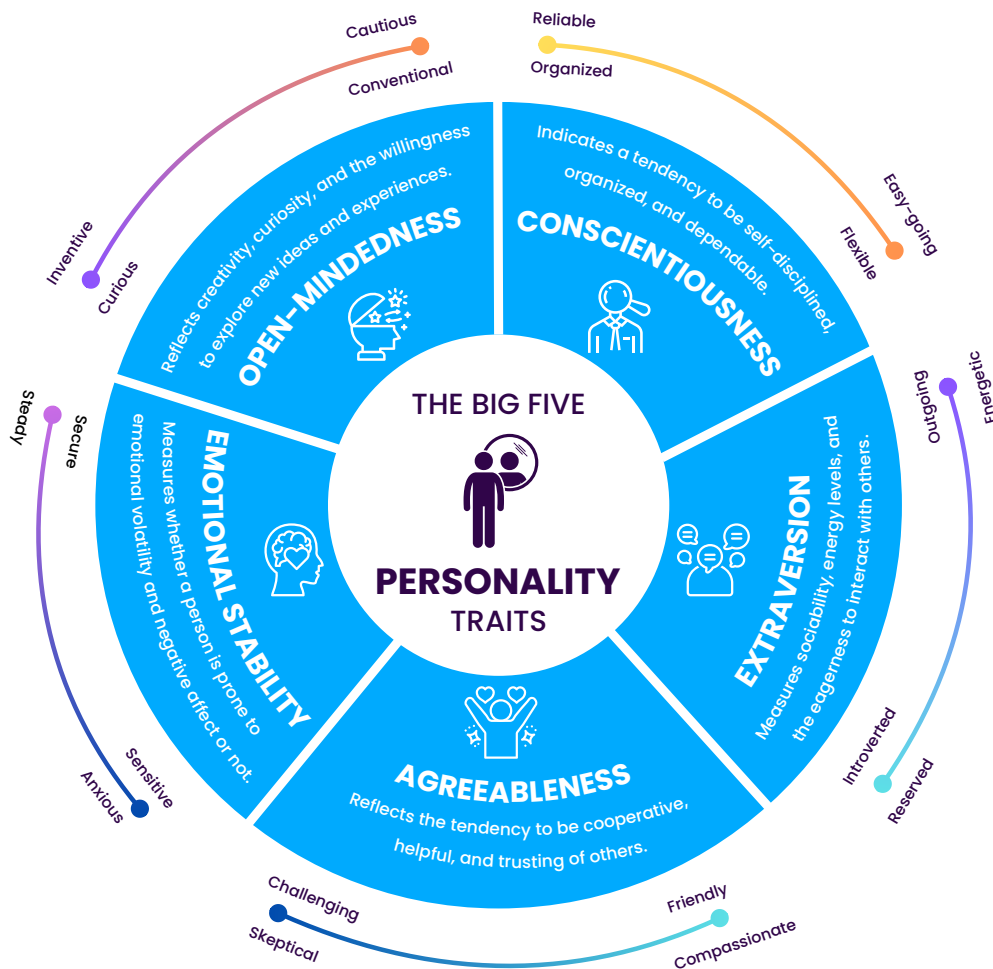 THE BIG FIVE
PERSONALITY
TRAITS
Reliable
Organized
Easy-going
Flexible
Indicates a tendency to be self-disciplined,
organized, and dependable.
CONSCIENTIOUSNESS
Energetic
Outgoing
Introverted
Reserved
EXTRAVERSION
Measures sociability, energy levels, and
the eagerness to interact with others.
AGREEABLENESS
Reflects the tendency to be cooperative,
helpful, and trusting of others.
Friendly
Compassionate
Challenging
Skeptical
EMOTIONAL STABILITY
Measures whether a person is prone to
emotional volatility and negative affect or not.
Sensitive
Anxious
Steady
Secure
Reflects creativity, curiosity, and the willingness
to explore new ideas and experiences.
OPEN-MINDEDNESS
Inventive
Curious
Cautious
Conventional